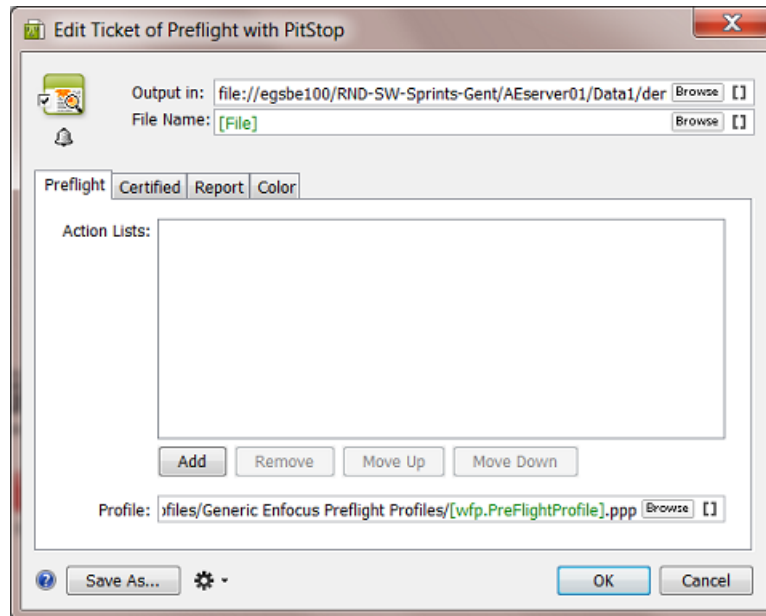 Edit Ticket of Preflight with PitStop
Output in: file://egsbe100/RND-SW-Sprints-Gent/AEserver01/Data1/der Browse []
File Name: [File] Browse []
Preflight Certified Report Color
Action Lists:
Add Remove Move Up Move Down
Profile: ofiles/Generic Enfocus Preflight Profiles/[wfp.PreFlightProfile].ppp Browse []
? Save As... OK Cancel